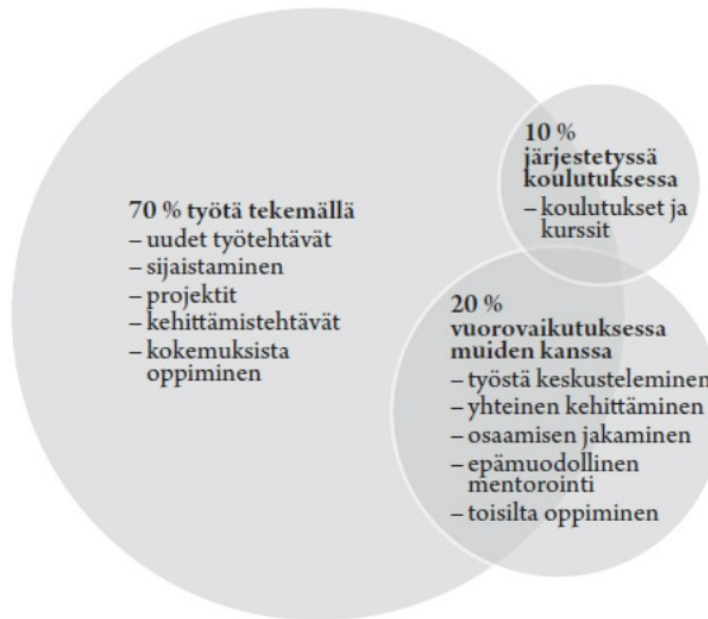 70 % työtä tekemällä
– uudet työtehtävät
– sijaistaminen
– projektit
– kehittämistehtävät
– kokemuksista
oppiminen
10 %
järjestetyssä
koulutuksessa
– koulutukset ja
kurssit
20 %
vuorovaikutuksessa
muiden kanssa
– työstä keskusteleminen
– yhteinen kehittäminen
– osaamisen jakaminen
– epämuodollinen
mentorointi
– toisilta oppiminen